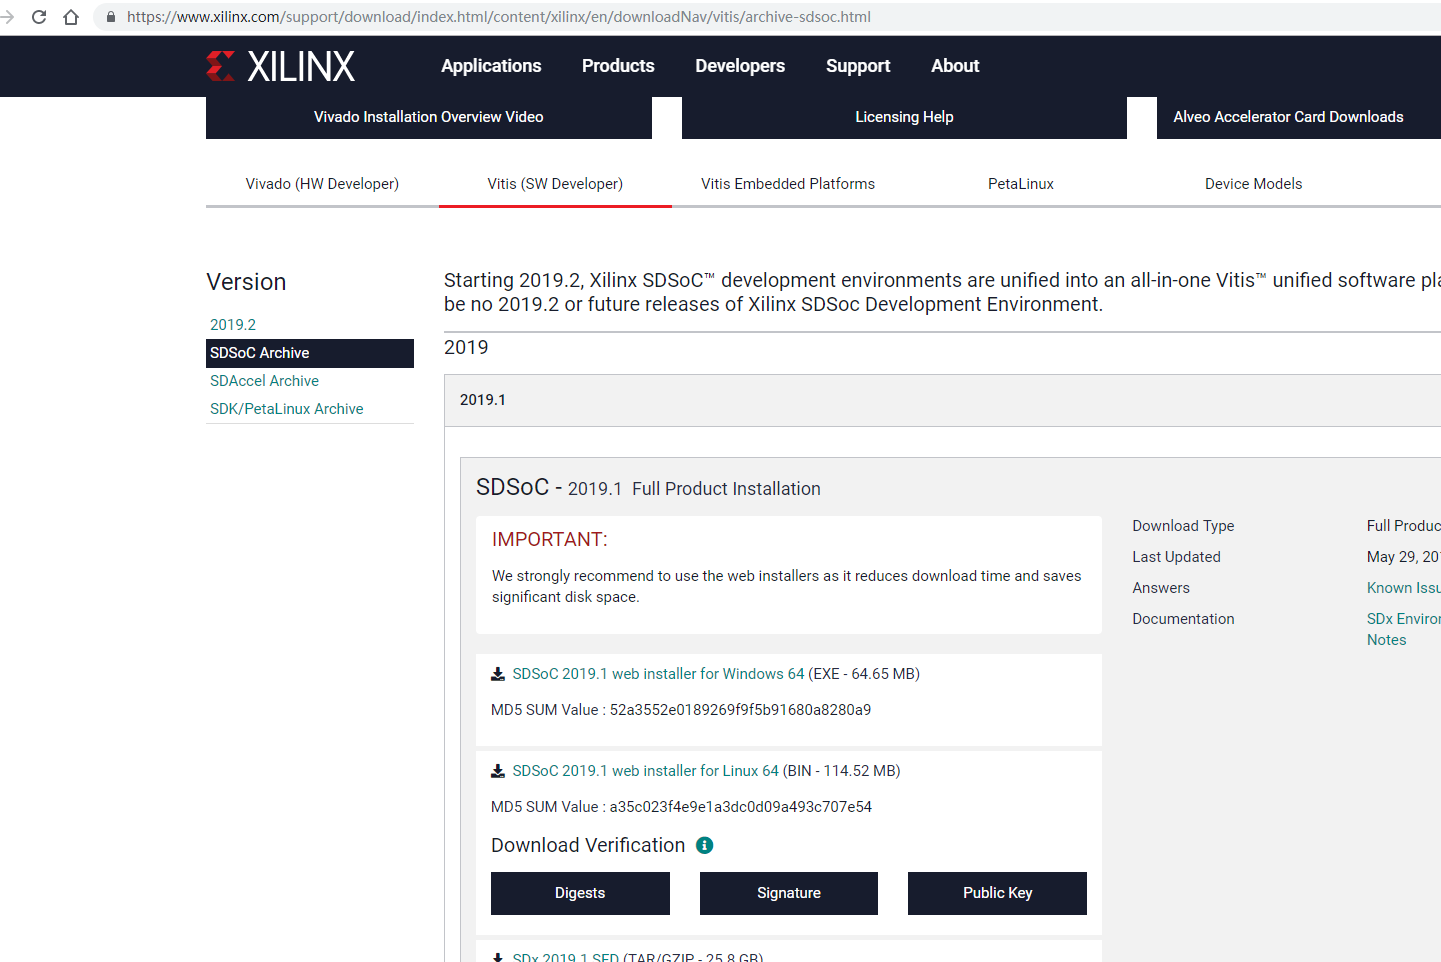 https://www.xilinx.com/support/download/index.html/content/xilinx/en/downloadNav/vitis/archive-sdsoc.html
XILINX
Applications Products Developers Support About
Vivado Installation Overview Video Licensing Help Alveo Accelerator Card Downloads
Vivado (HW Developer) Vitis (SW Developer) Vitis Embedded Platforms PetaLinux Device Models
Version
2019.2
SDSoC Archive
SDAccel Archive
SDK/PetaLinux Archive
Starting 2019.2, Xilinx SDSoC™ development environments are unified into an all-in-one Vitis™ unified software pla
be no 2019.2 or future releases of Xilinx SDSoc Development Environment.
2019
2019.1
SDSoC - 2019.1 Full Product Installation
IMPORTANT:
We strongly recommend to use the web installers as it reduces download time and saves
significant disk space.
Download Type Full Produc
Last Updated May 29, 201
Answers Known Issu
Documentation SDx Enviror
Notes
SDSoC 2019.1 web installer for Windows 64 (EXE - 64.65 MB)
MD5 SUM Value : 52a3552e0189269f9f5b91680a8280a9
SDSoC 2019.1 web installer for Linux 64 (BIN - 114.52 MB)
MD5 SUM Value : a35c023f4e9e1a3dc0d09a493c707e54
Download Verification
Digests Signature Public Key
SDx 2019.1 SFD (TAR/GZIP - 25.8 GB)